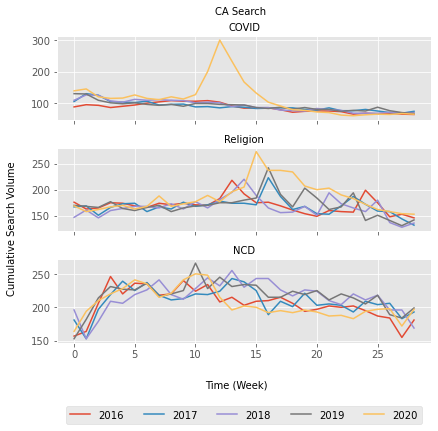 CA Search
COVID
300
200
100
Religion
250
200
150
NCD
250
200
150
0 5 10 15 20 25
Cumulative Search Volume
Time (Week)
2016 2017 2018 2019 2020